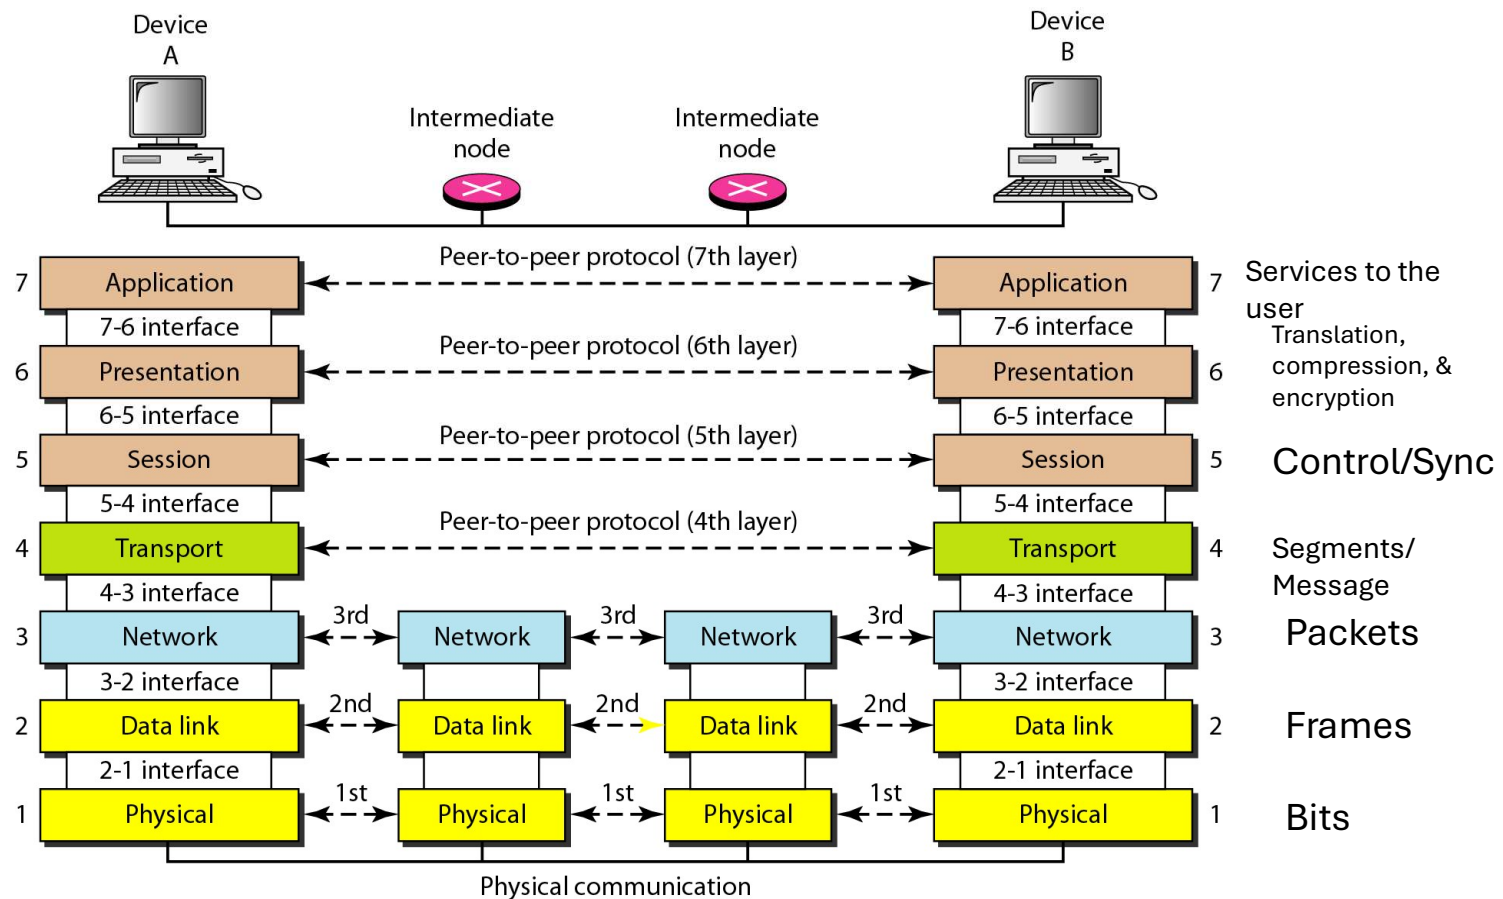 Device
A
Device
B
Intermediate
node
Intermediate
node
Peer-to-peer protocol (7th layer)
7 Application
Application 7
Services to the
user
7-6 interface
7-6 interface
Peer-to-peer protocol (6th layer)
6 Presentation
Presentation 6
Translation,
compression, &
encryption
6-5 interface
6-5 interface
Peer-to-peer protocol (5th layer)
5 Session
Session 5
Control/Sync
5-4 interface
5-4 interface
Peer-to-peer protocol (4th layer)
4 Transport
Transport 4
Segments/
Message
4-3 interface
4-3 interface
3 Network 3rd Network 3rd Network 3rd Network 3
Packets
3-2 interface
3-2 interface
2 Data link 2nd Data link 2nd Data link 2nd Data link 2
Frames
2-1 interface
2-1 interface
1 Physical 1st Physical 1st Physical 1st Physical 1
Bits
Physical communication